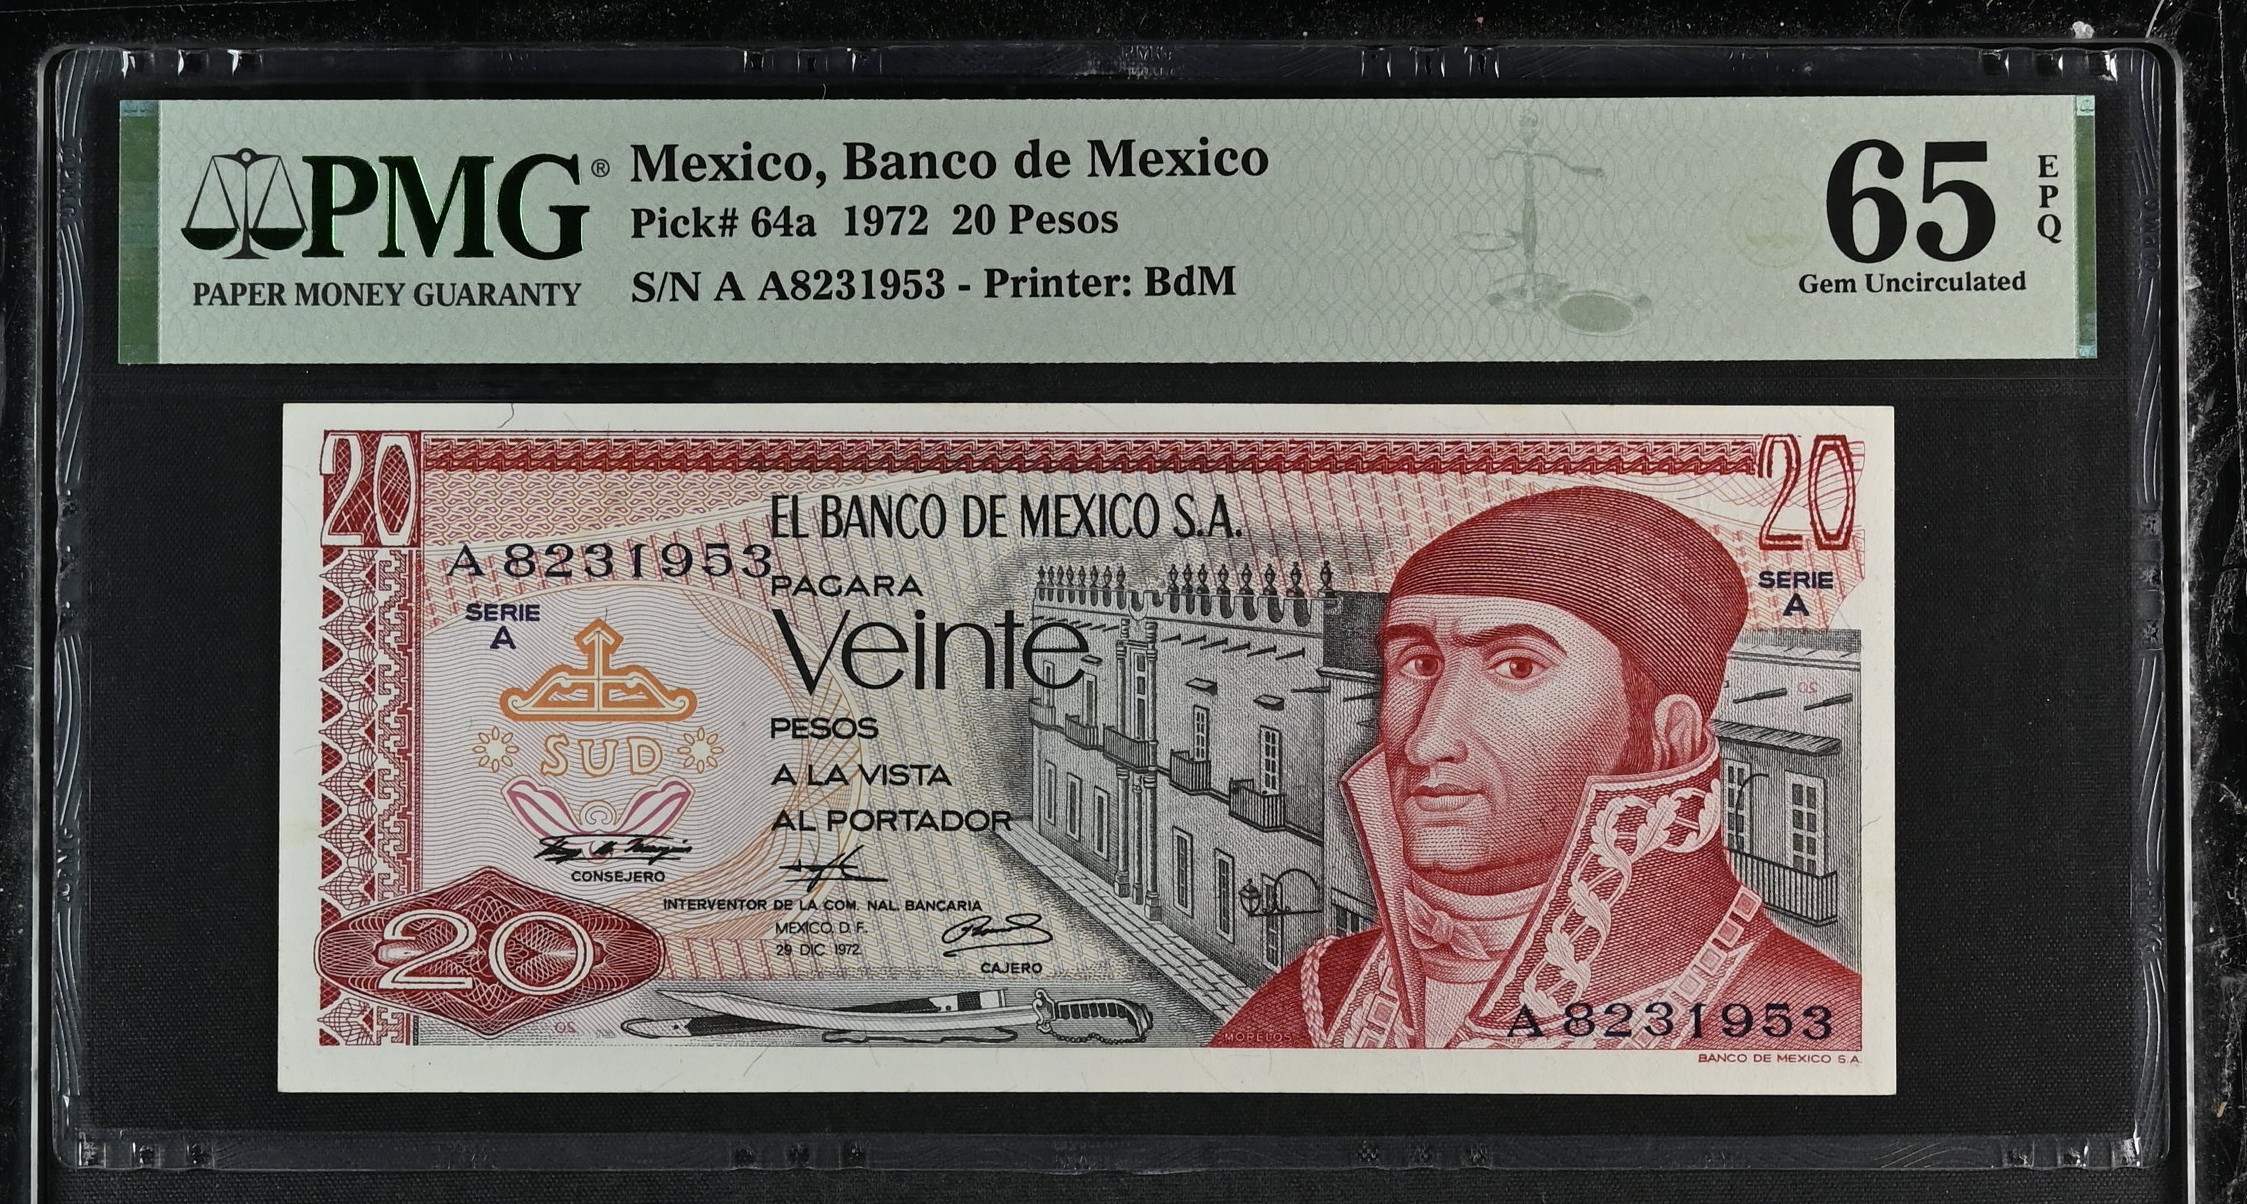 PMG®
PAPER MONEY GUARANTY
Mexico, Banco de Mexico
Pick# 64a 1972 20 Pesos
S/N A A8231953 - Printer: BdM
65
EPQ
Gem Uncirculated
20
20
EL BANCO DE MEXICO S.A.
A 8231953
PAGARA
SERIE
A
SERIE
A
Veinte
PESOS
SUD
A LA VISTA
AL PORTADOR
CONSEJERO
INTERVENTOR DE LA COM. NAL. BANCARIA
MEXICO, D. F.
29 DIC. 1972.
CAJERO
20
A 8231953
MORELOS
BANCO DE MEXICO S.A.